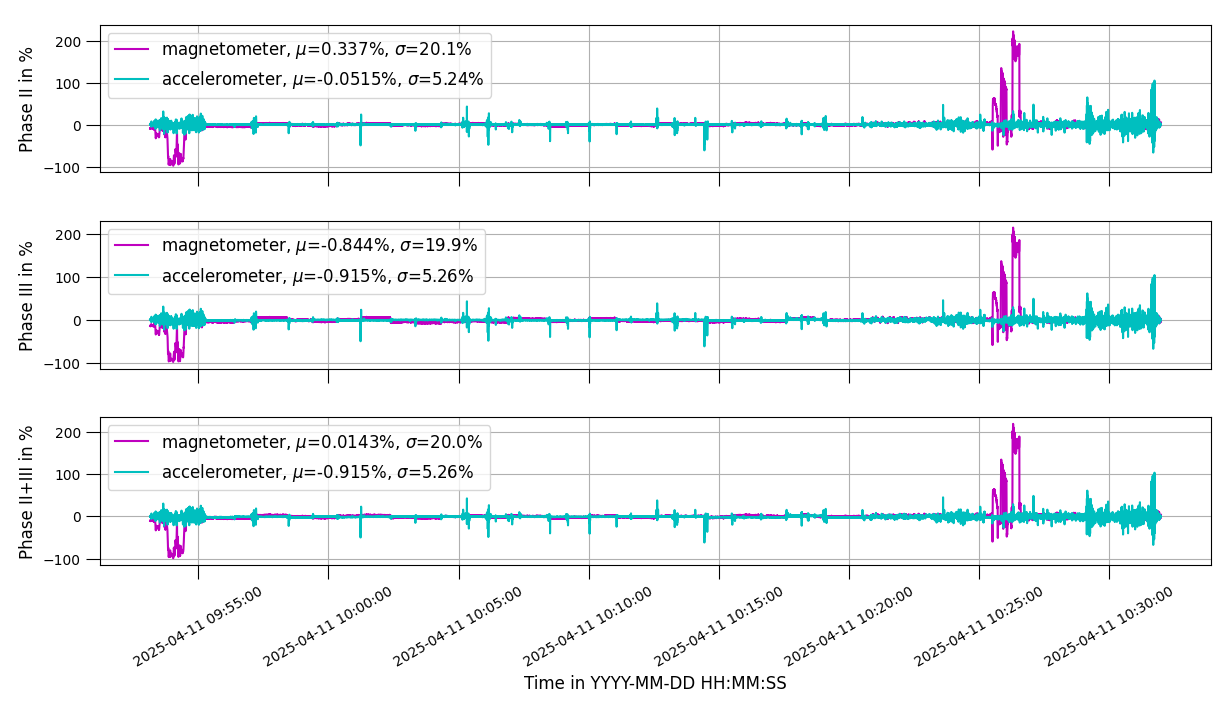 Phase II in %
200
100
0
−100
magnetometer, μ=0.337%, σ=20.1%
accelerometer, μ=-0.0515%, σ=5.24%
Phase III in %
200
100
0
−100
magnetometer, μ=-0.844%, σ=19.9%
accelerometer, μ=-0.915%, σ=5.26%
Phase II+III in %
200
100
0
−100
magnetometer, μ=0.0143%, σ=20.0%
accelerometer, μ=-0.915%, σ=5.26%
2025-04-11 09:55:00
2025-04-11 10:00:00
2025-04-11 10:05:00
2025-04-11 10:10:00
2025-04-11 10:15:00
2025-04-11 10:20:00
2025-04-11 10:25:00
2025-04-11 10:30:00
Time in YYYY-MM-DD HH:MM:SS